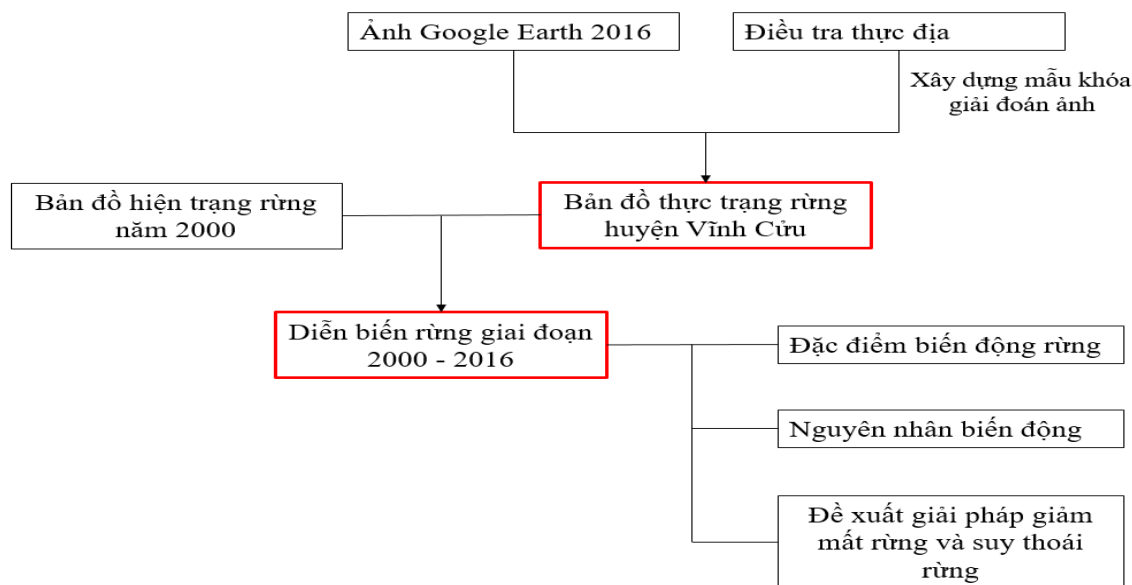 Ảnh Google Earth 2016
Điều tra thực địa
Xây dựng mẫu khóa
giải đoán ảnh
Bản đồ hiện trạng rừng
năm 2000
Bản đồ thực trạng rừng
huyện Vĩnh Cửu
Diễn biến rừng giai đoạn
2000 - 2016
Đặc điểm biến động rừng
Nguyên nhân biến động
Đề xuất giải pháp giảm
mất rừng và suy thoái
rừng